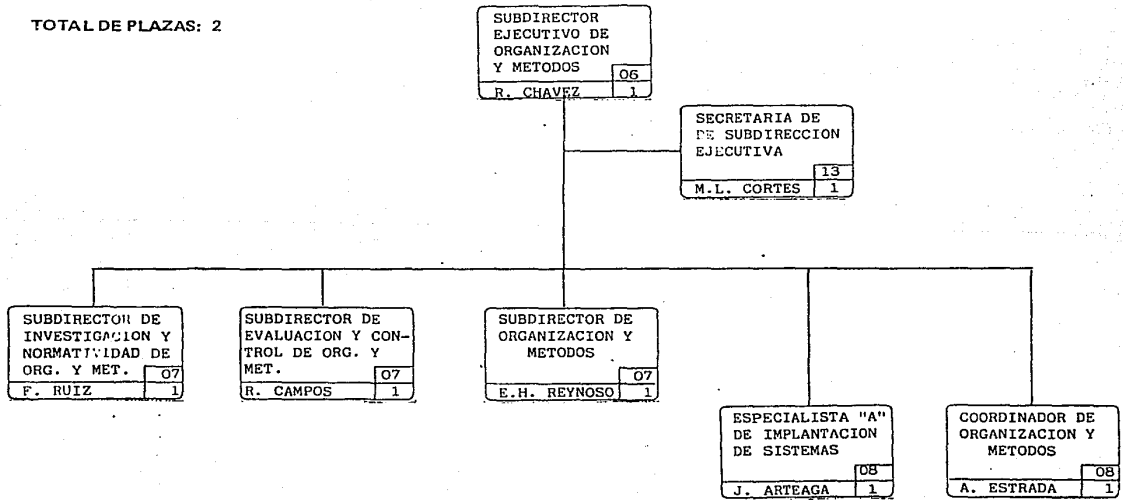 TOTAL DE PLAZAS: 2
SUBDIRECTOR
EJECUTIVO DE
ORGANIZACION
Y METODOS
06
R. CHAVEZ 1
SECRETARIA DE
DE SUBDIRECCION
EJECUTIVA
13
M.L. CORTES 1
SUBDIRECTOR DE
INVESTIGACION Y
NORMATIVIDAD DE
ORG. Y MET.
07
F. RUIZ 1
SUBDIRECTOR DE
EVALUACION Y CON-
TROL DE ORG. Y
MET.
07
R. CAMPOS 1
SUBDIRECTOR DE
ORGANIZACION Y
METODOS
07
E.H. REYNOSO 1
ESPECIALISTA "A"
DE IMPLANTACION
DE SISTEMAS
08
J. ARTEAGA 1
COORDINADOR DE
ORGANIZACION Y
METODOS
08
A. ESTRADA 1